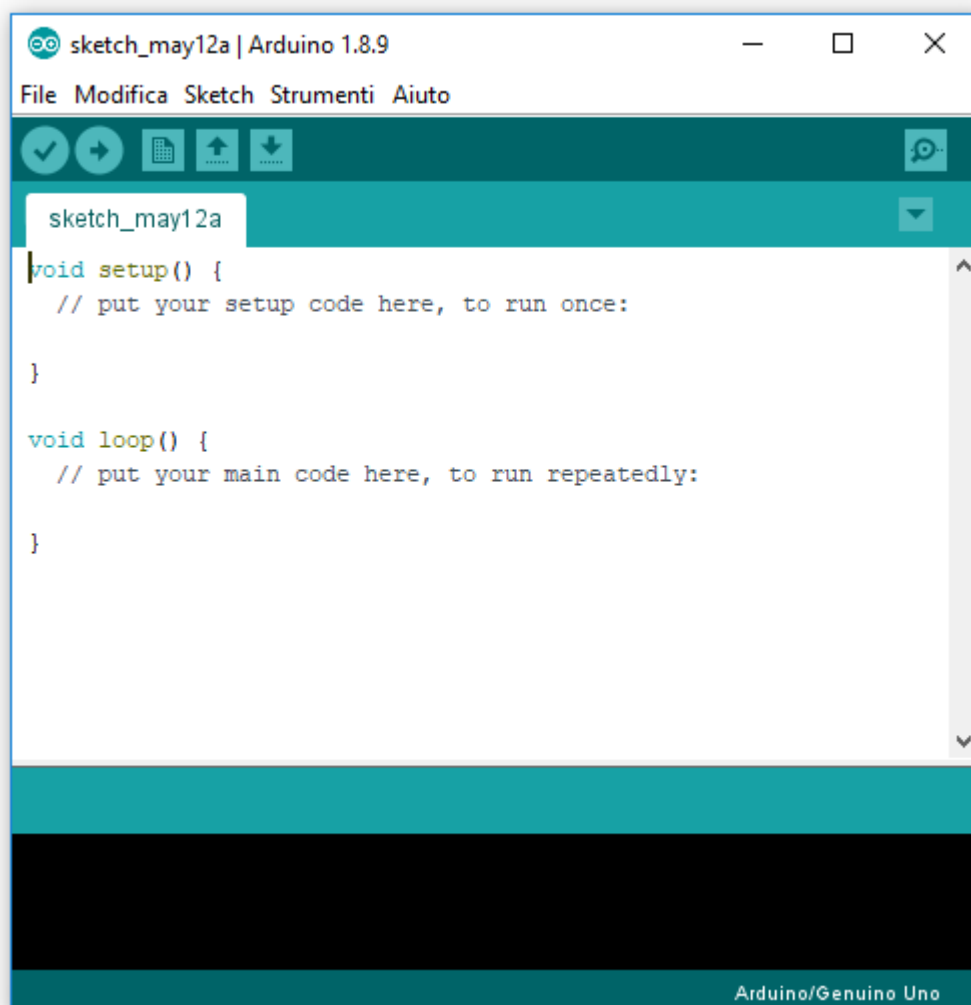 sketch_may12a | Arduino 1.8.9
File Modifica Sketch Strumenti Aiuto
sketch_may12a
void setup() {
  // put your setup code here, to run once:
}
void loop() {
  // put your main code here, to run repeatedly:
}
Arduino/Genuino Uno